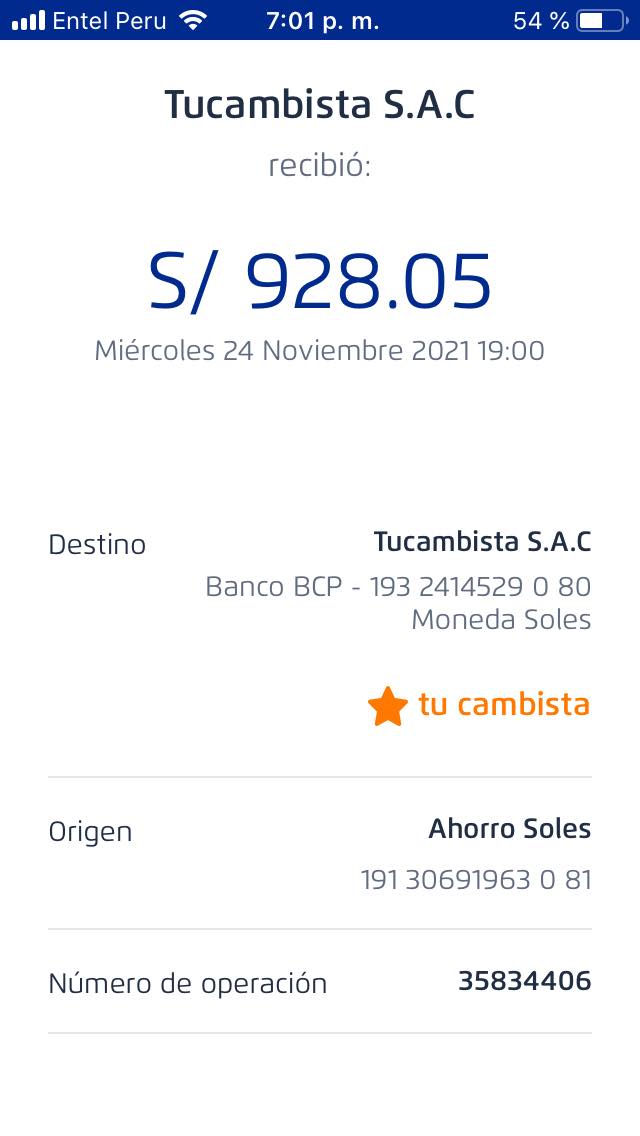 Entel Peru 7:01 p. m. 54 %
Tucambista S.A.C
recibió:
S/ 928.05
Miércoles 24 Noviembre 2021 19:00
Destino Tucambista S.A.C
Banco BCP - 193 2414529 0 80
Moneda Soles
tu cambista
Origen Ahorro Soles
191 30691963 0 81
Número de operación 35834406